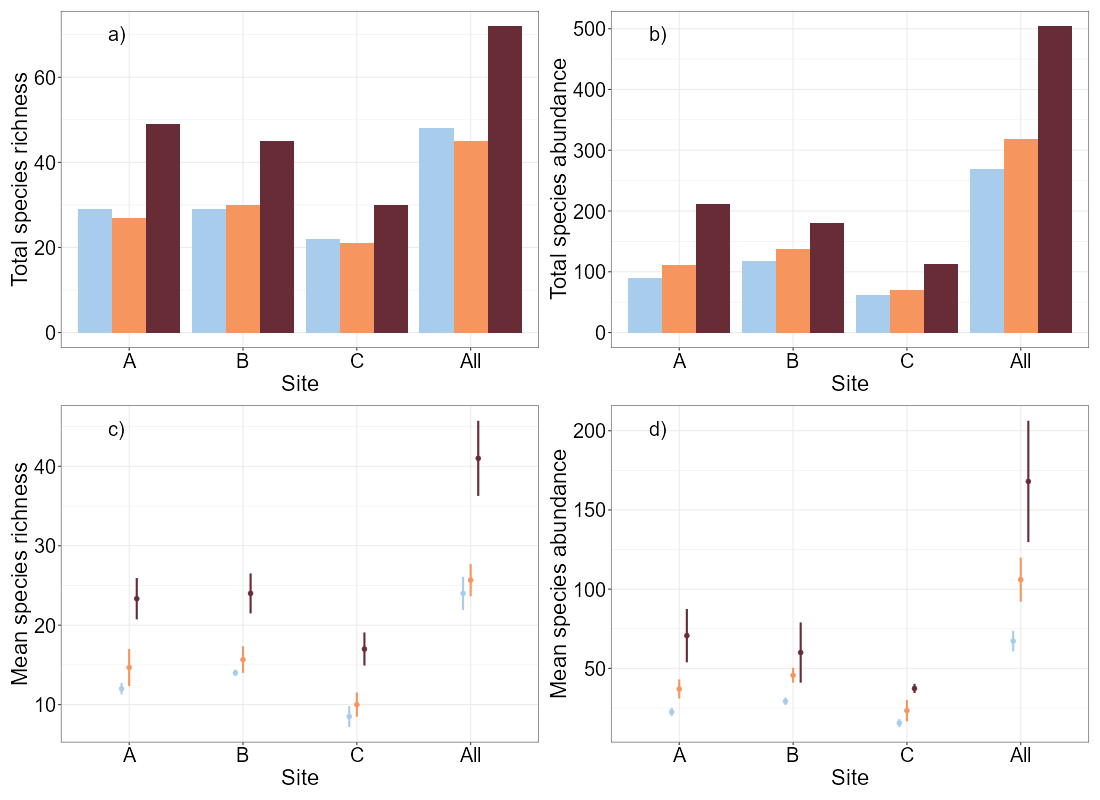 a)
Total species richness
60
40
20
0
A B C All
Site
b)
Total species abundance
500
400
300
200
100
0
A B C All
Site
c)
Mean species richness
40
30
20
10
A B C All
Site
d)
Mean species abundance
200
150
100
50
A B C All
Site